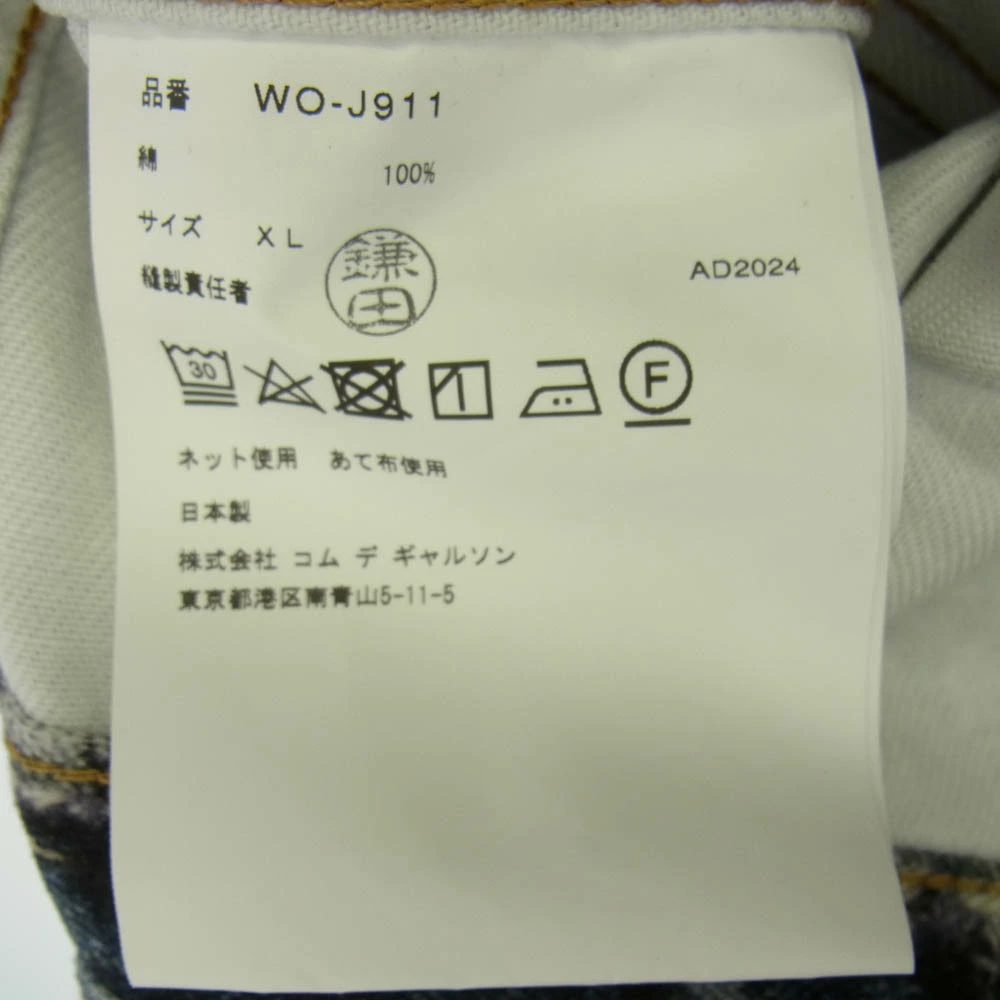 品番 WO-J911
綿 100%
サイズ XL
縫製責任者 鎌田
AD2024
30
F
ネット使用 あて布使用
日本製
株式会社 コム デ ギャルソン
東京都港区南青山5-11-5